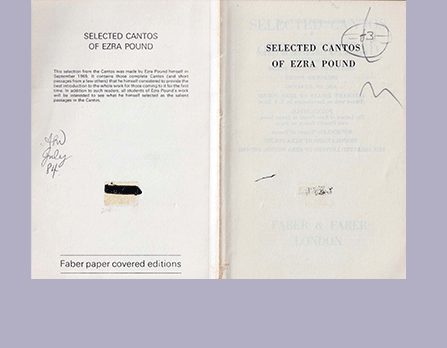 SELECTED CANTOS
OF EZRA POUND
This selection from the Cantos was made by Ezra Pound himself in
September 1965. It contains those complete Cantos (and short
passages from a few others) that he himself considered to provide the
best introduction to the whole work for those coming to it for the first
time. In addition to such readers, all students of Ezra Pound's work
will be interested to see what he himself selected as the salient
passages in the Cantos.
July
84
Faber paper covered editions
SELECTED CANTOS
OF EZRA POUND
FABER & FABER
LONDON